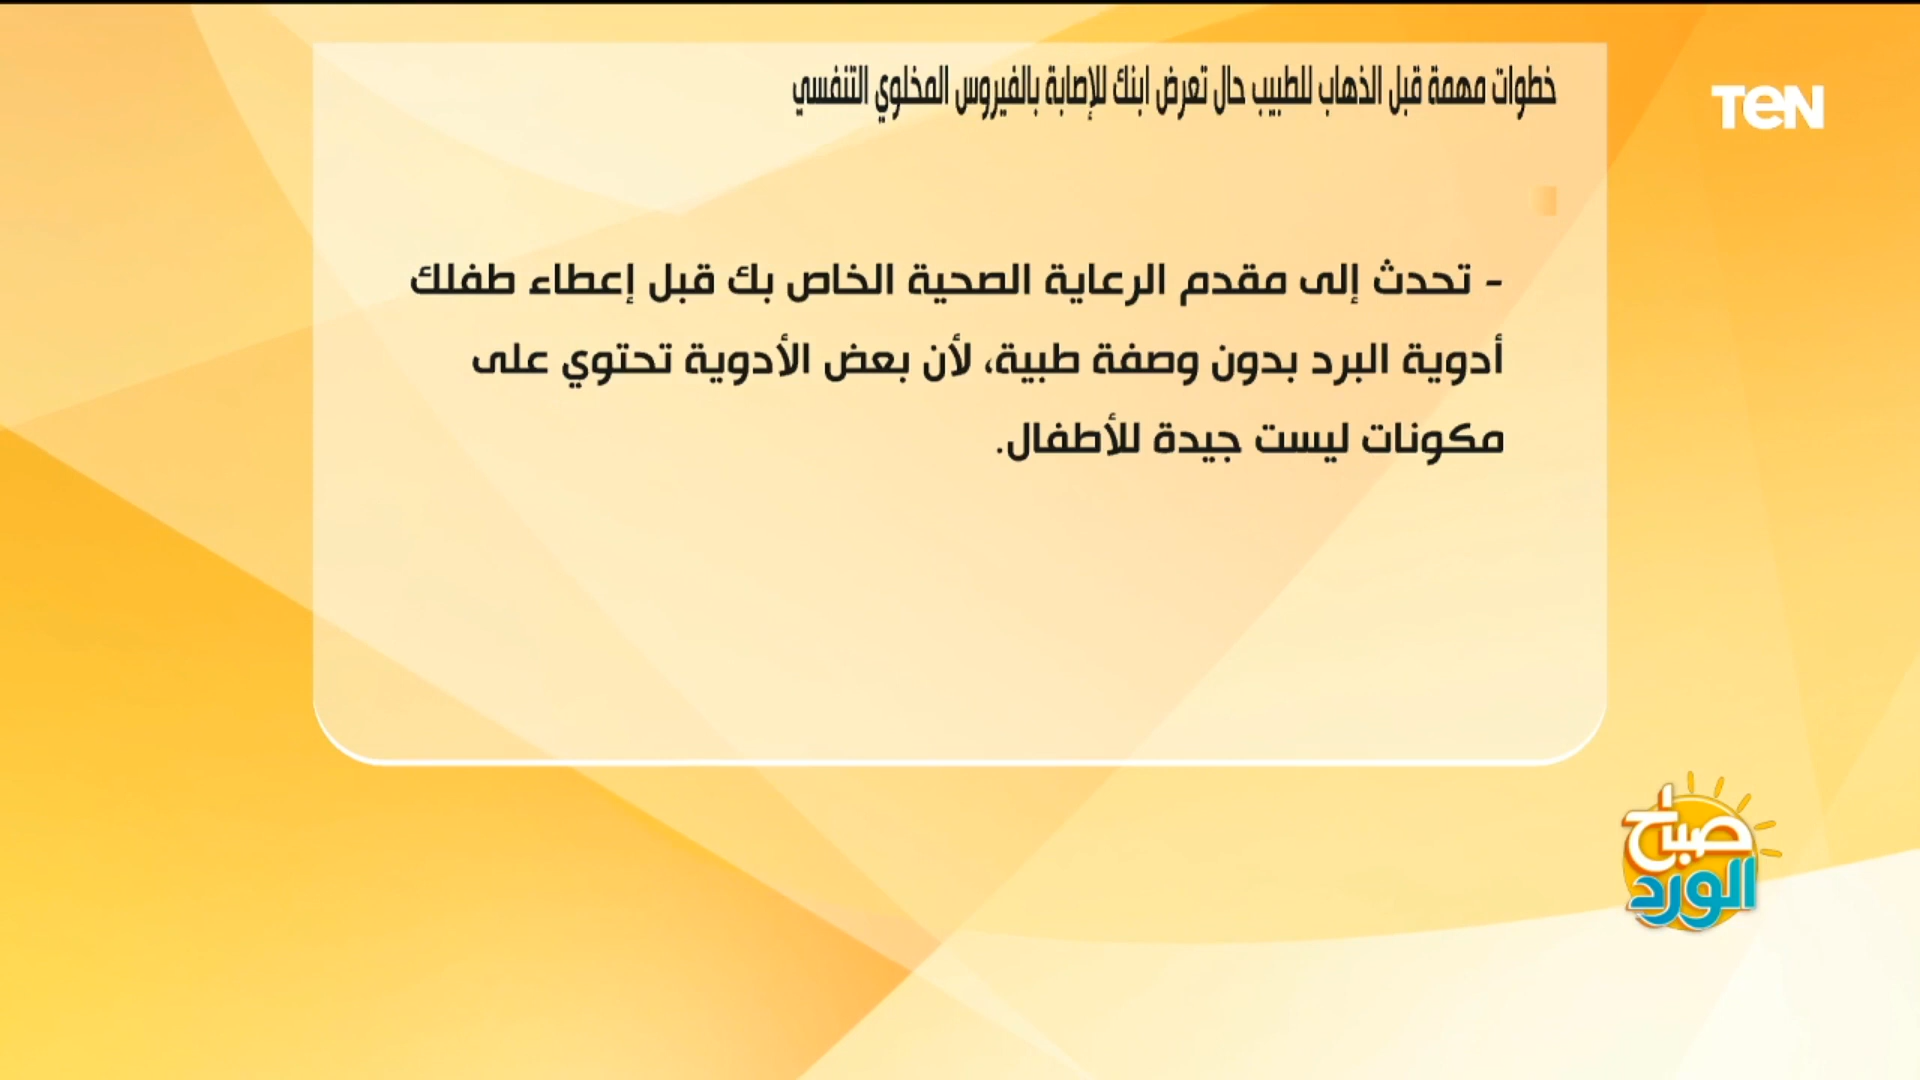 خطوات مهمة قبل الذهاب للطبيب حال تعرض ابنك للإصابة بالفيروس المخلوي التنفسي
TEN
- تحدث إلى مقدم الرعاية الصحية الخاص بك قبل إعطاء طفلك
أدوية البرد بدون وصفة طبية، لأن بعض الأدوية تحتوي على
مكونات ليست جيدة للأطفال.
صباح
الورد